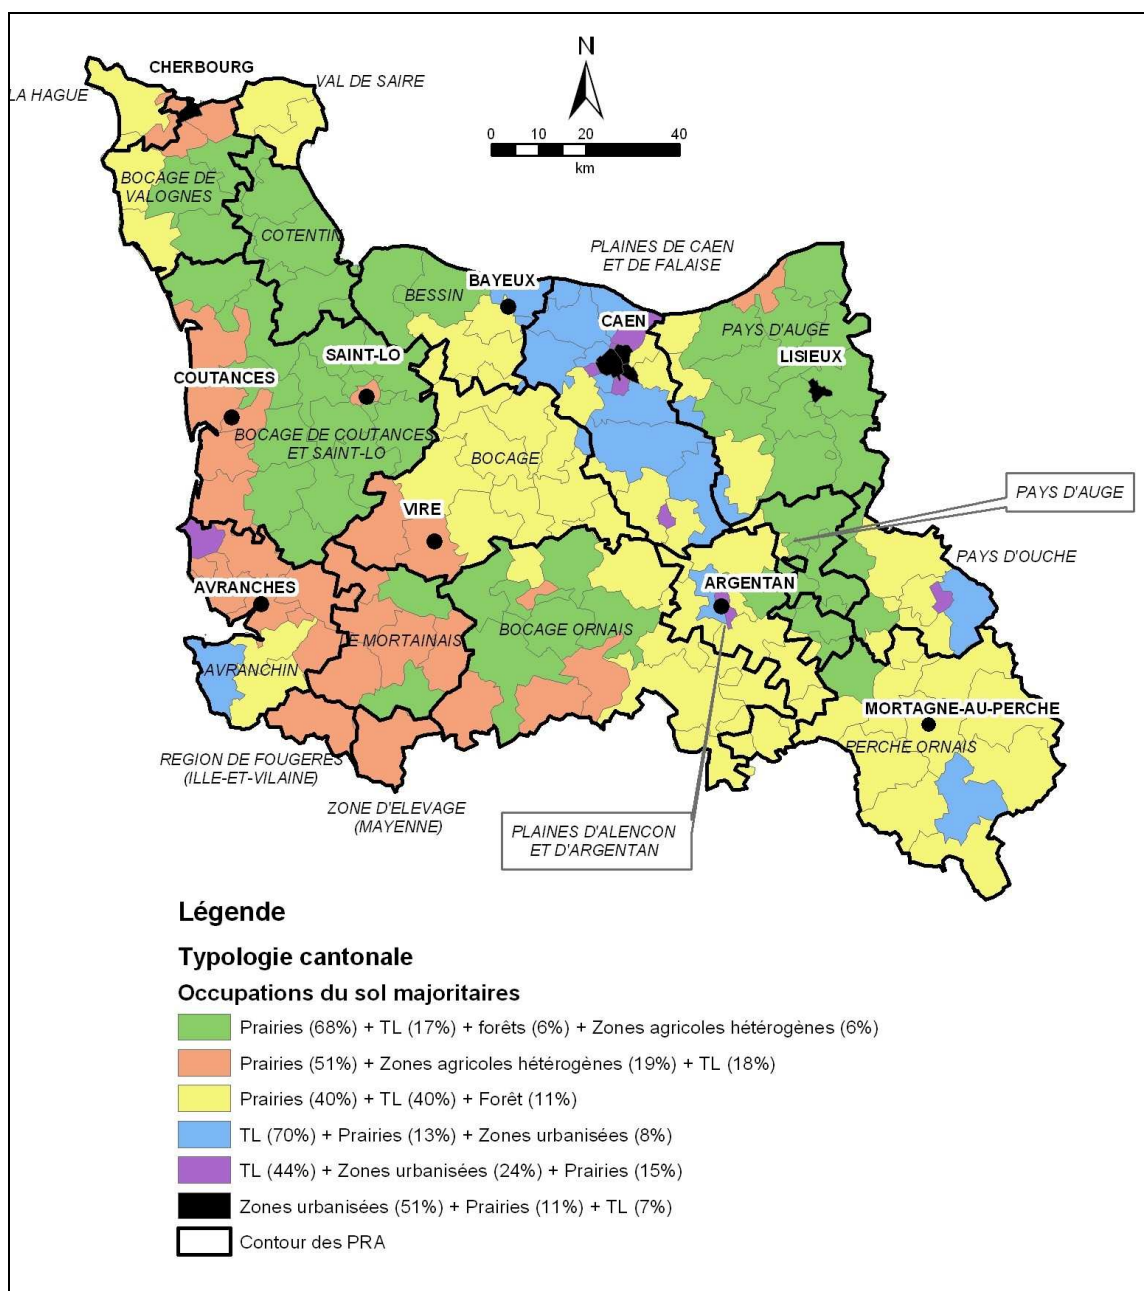 N
CHERBOURG
VAL DE SAIRE
LA HAGUE
0 10 20 40
km
BOCAGE DE
VALOGNES
COTENTIN
PLAINES DE CAEN
ET DE FALAISE
BAYEUX
BESSIN
CAEN
PAYS D'AUGE
SAINT-LO
LISIEUX
COUTANCES
BOCAGE DE COUTANCES
ET SAINT-LO
BOCAGE
PAYS D'AUGE
VIRE
PAYS D'OUCHE
AVRANCHES
ARGENTAN
BOCAGE ORNAIS
E MORTAINAIS
AVRANCHIN
MORTAGNE-AU-PERCHE
PERCHE ORNAIS
REGION DE FOUGERES
(ILLE-ET-VILAINE)
ZONE D'ELEVAGE
(MAYENNE)
PLAINES D'ALENCON
ET D'ARGENTAN
Légende
Typologie cantonale
Occupations du sol majoritaires
Prairies (68%) + TL (17%) + forêts (6%) + Zones agricoles hétérogènes (6%)
Prairies (51%) + Zones agricoles hétérogènes (19%) + TL (18%)
Prairies (40%) + TL (40%) + Forêt (11%)
TL (70%) + Prairies (13%) + Zones urbanisées (8%)
TL (44%) + Zones urbanisées (24%) + Prairies (15%)
Zones urbanisées (51%) + Prairies (11%) + TL (7%)
Contour des PRA